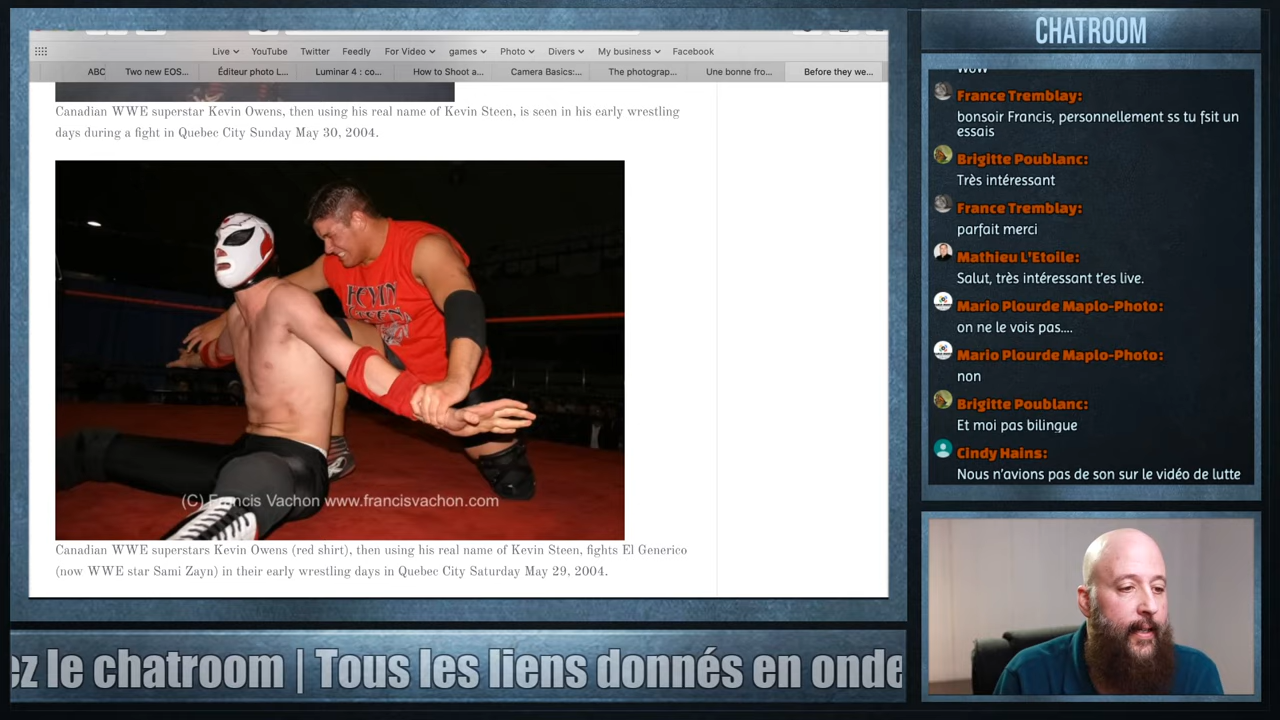 Live YouTube Twitter Feedly For Video games Photo Divers My business Facebook
ABC Two new EOS... Éditeur photo L... Luminar 4 : co... How to Shoot a... Camera Basics:... The photograp... Une bonne fro... Before they we...
Canadian WWE superstar Kevin Owens, then using his real name of Kevin Steen, is seen in his early wrestling
days during a fight in Quebec City Sunday May 30, 2004.
KEVIN
STEEN
(C) Francis Vachon www.francisvachon.com
Canadian WWE superstars Kevin Owens (red shirt), then using his real name of Kevin Steen, fights El Generico
(now WWE star Sami Zayn) in their early wrestling days in Quebec City Saturday May 29, 2004.
CHATROOM
wow
France Tremblay:
bonsoir Francis, personnellement ss tu fsit un
essais
Brigitte Poublanc:
Très intéressant
France Tremblay:
parfait merci
Mathieu L'Etoile:
Salut, très intéressant t'es live.
Mario Plourde Maplo-Photo:
on ne le vois pas....
Mario Plourde Maplo-Photo:
non
Brigitte Poublanc:
Et moi pas bilingue
Cindy Hains:
Nous n'avions pas de son sur le vidéo de lutte
ez le chatroom | Tous les liens donnés en onde